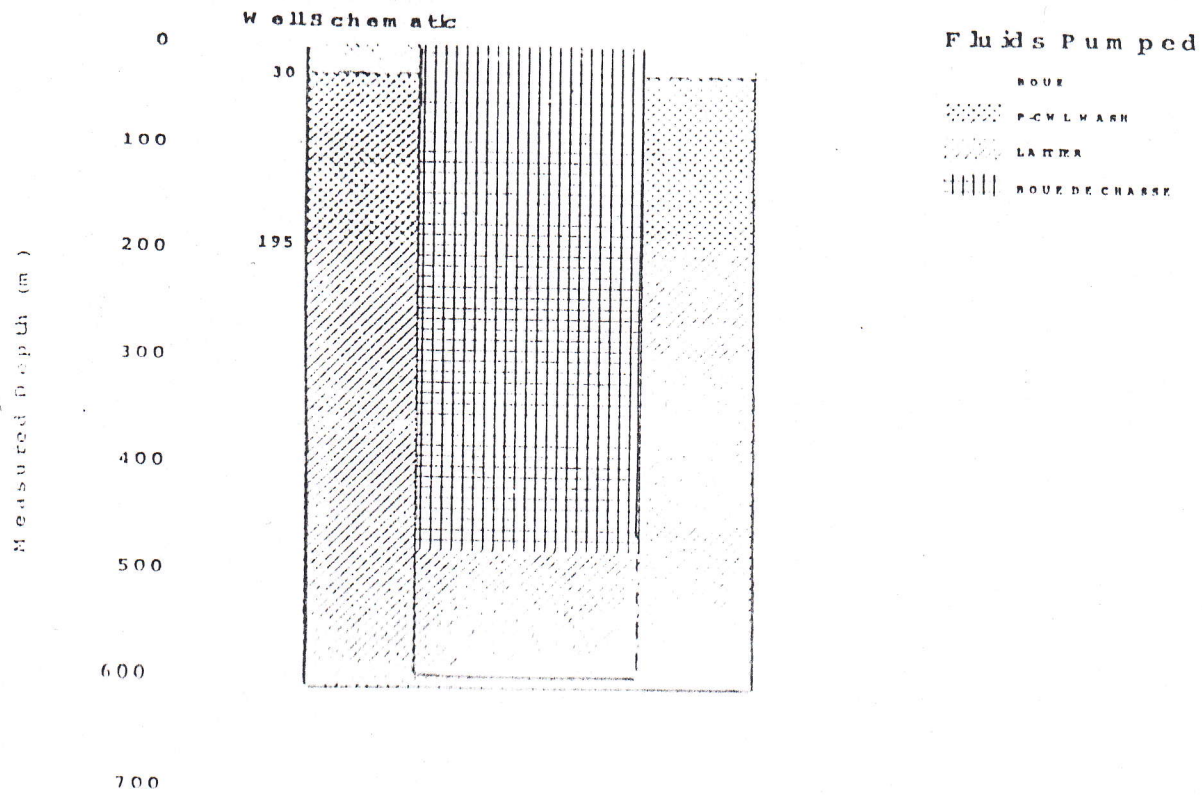 Well Schematic
Fluids Pumped
BOUE
P-CWL WASH
LAITIER
BOUE DE CHASSE
Measured Depth (m)
0
30
100
195
200
300
400
500
600
700